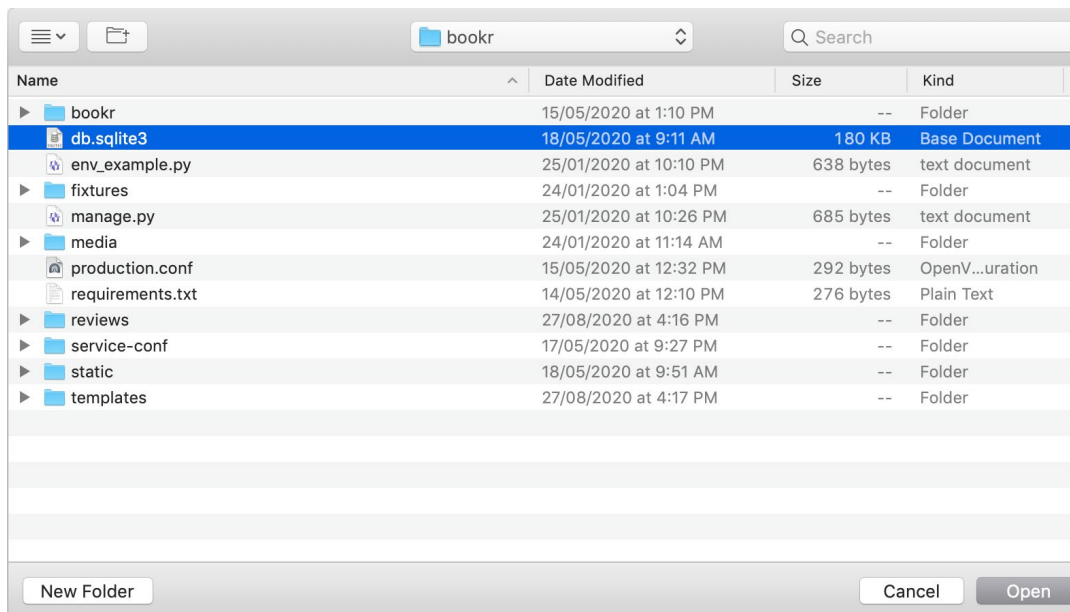 bookr Search
Name Date Modified Size Kind
bookr 15/05/2020 at 1:10 PM -- Folder
db.sqlite3 18/05/2020 at 9:11 AM 180 KB Base Document
env_example.py 25/01/2020 at 10:10 PM 638 bytes text document
fixtures 24/01/2020 at 1:04 PM -- Folder
manage.py 25/01/2020 at 10:26 PM 685 bytes text document
media 24/01/2020 at 11:14 AM -- Folder
production.conf 15/05/2020 at 12:32 PM 292 bytes OpenV...uration
requirements.txt 14/05/2020 at 12:10 PM 276 bytes Plain Text
reviews 27/08/2020 at 4:16 PM -- Folder
service-conf 17/05/2020 at 9:27 PM -- Folder
static 18/05/2020 at 9:51 AM -- Folder
templates 27/08/2020 at 4:17 PM -- Folder
New Folder Cancel Open